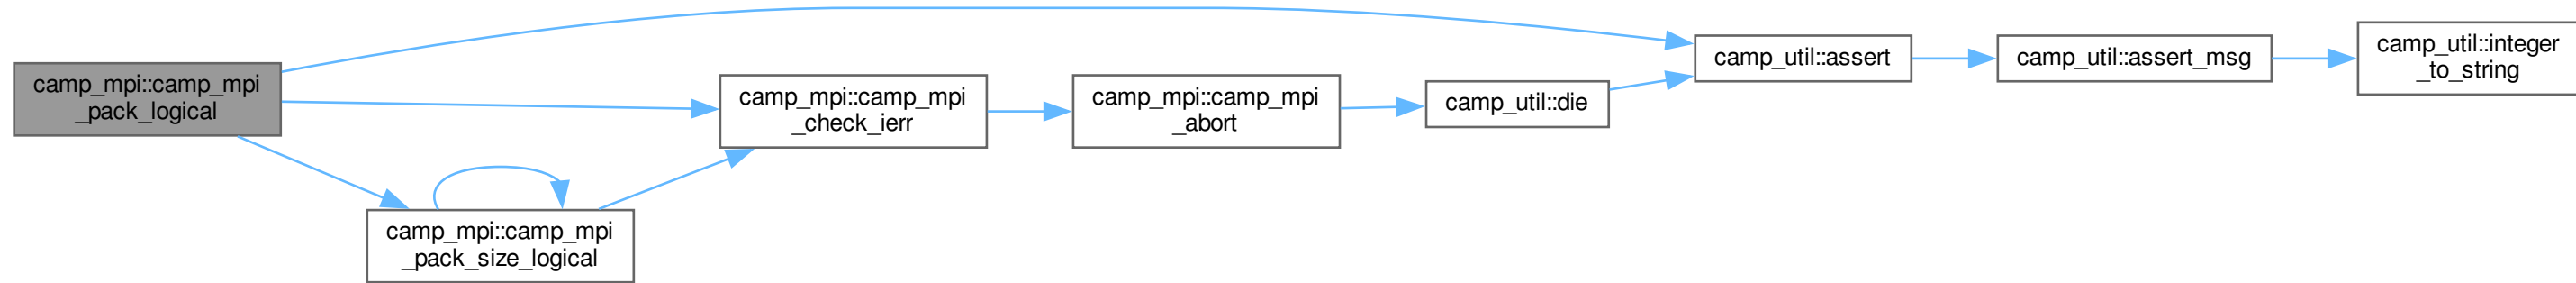 camp_mpi::camp_mpi
_pack_logical
camp_mpi::camp_mpi
_pack_size_logical
camp_mpi::camp_mpi
_check_ierr
camp_mpi::camp_mpi
_abort
camp_util::die
camp_util::assert
camp_util::assert_msg
camp_util::integer
_to_string